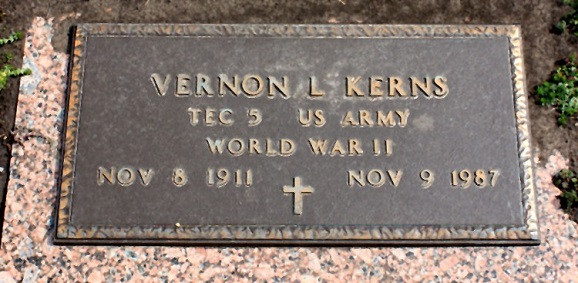 VERNON L KERNS
TEC 5 US ARMY
WORLD WAR II
NOV 8 1911 NOV 9 1987